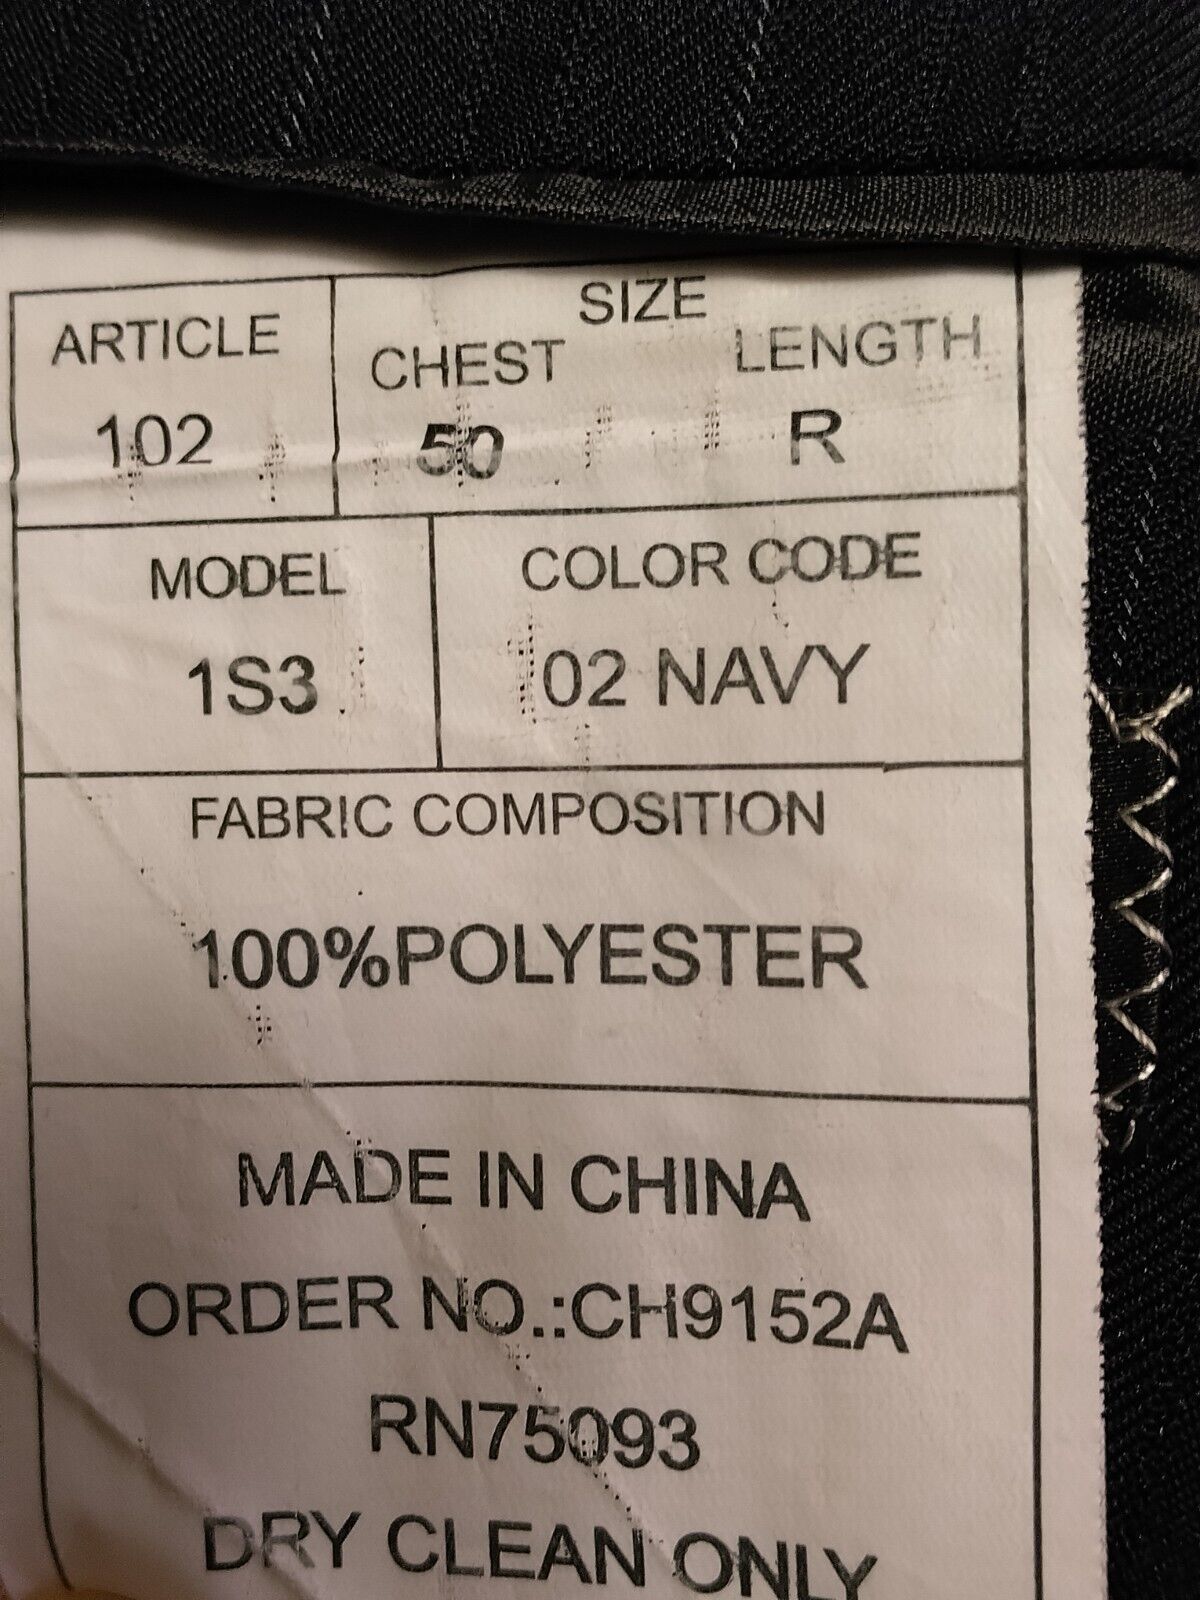 ARTICLE
102
SIZE
CHEST LENGTH
50 R
MODEL
1S3
COLOR CODE
02 NAVY
FABRIC COMPOSITION
100%POLYESTER
MADE IN CHINA
ORDER NO.:CH9152A
RN75093
DRY CLEAN ONLY